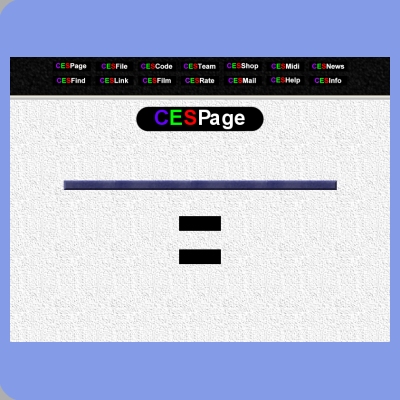 CESPage CESFile CESCode CESTeam CESShop CESMidi CESNews
CESFind CESLink CESFilm CESRate CESMail CESHelp CESInfo
CESPage